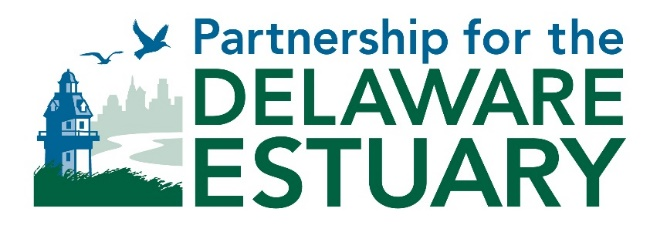 Partnership for the
DELAWARE
ESTUARY